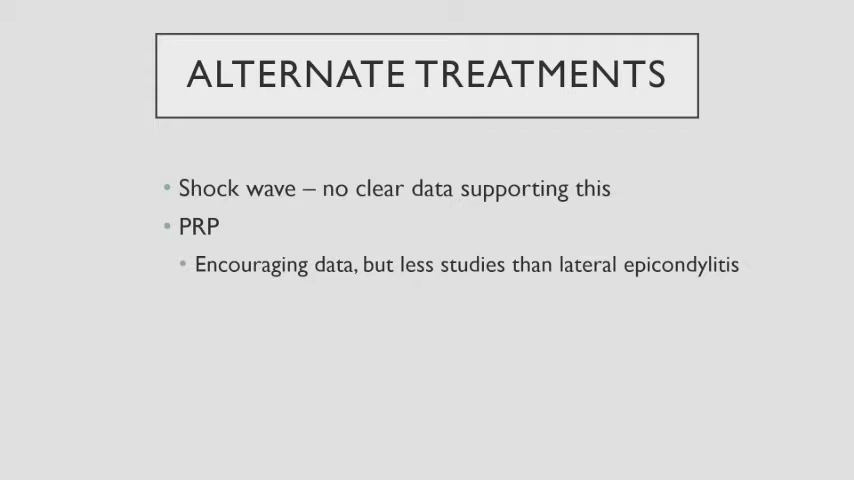 ALTERNATE TREATMENTS
• Shock wave – no clear data supporting this
• PRP
• Encouraging data, but less studies than lateral epicondylitis